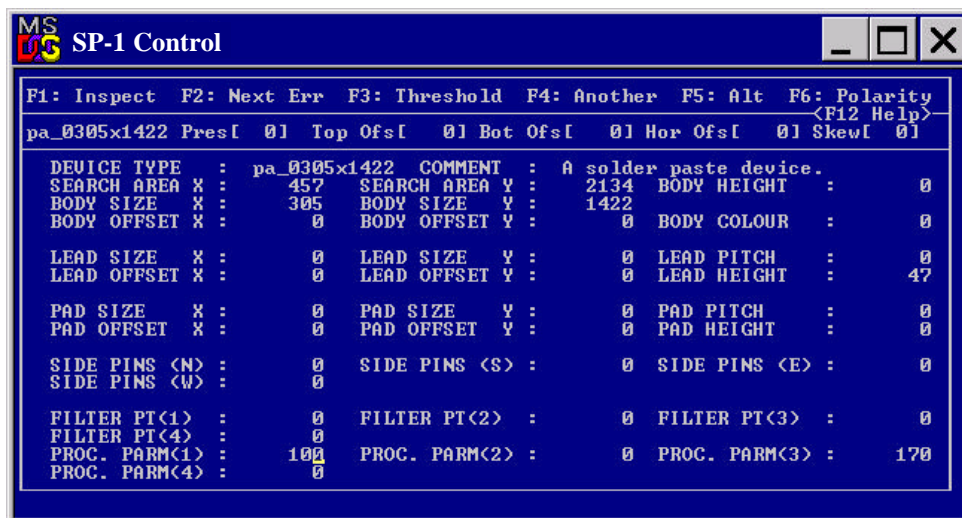 MS
DOS SP-1 Control
F1: Inspect F2: Next Err F3: Threshold F4: Another F5: Alt F6: Polarity
<F12 Help>
pa_0305x1422 Pres[ 0] Top Ofs[ 0] Bot Ofs[ 0] Hor Ofs[ 0] Skew[ 0]
DEVICE TYPE : pa_0305x1422 COMMENT : A solder paste device.
SEARCH AREA X : 457 SEARCH AREA Y : 2134 BODY HEIGHT : 0
BODY SIZE X : 305 BODY SIZE Y : 1422
BODY OFFSET X : 0 BODY OFFSET Y : 0 BODY COLOUR : 0
LEAD SIZE X : 0 LEAD SIZE Y : 0 LEAD PITCH : 0
LEAD OFFSET X : 0 LEAD OFFSET Y : 0 LEAD HEIGHT : 47
PAD SIZE X : 0 PAD SIZE Y : 0 PAD PITCH : 0
PAD OFFSET X : 0 PAD OFFSET Y : 0 PAD HEIGHT : 0
SIDE PINS (N) : 0 SIDE PINS (S) : 0 SIDE PINS (E) : 0
SIDE PINS (W) : 0
FILTER PT(1) : 0 FILTER PT(2) : 0 FILTER PT(3) : 0
FILTER PT(4) : 0
PROC. PARM(1) : 100 PROC. PARM(2) : 0 PROC. PARM(3) : 170
PROC. PARM(4) : 0